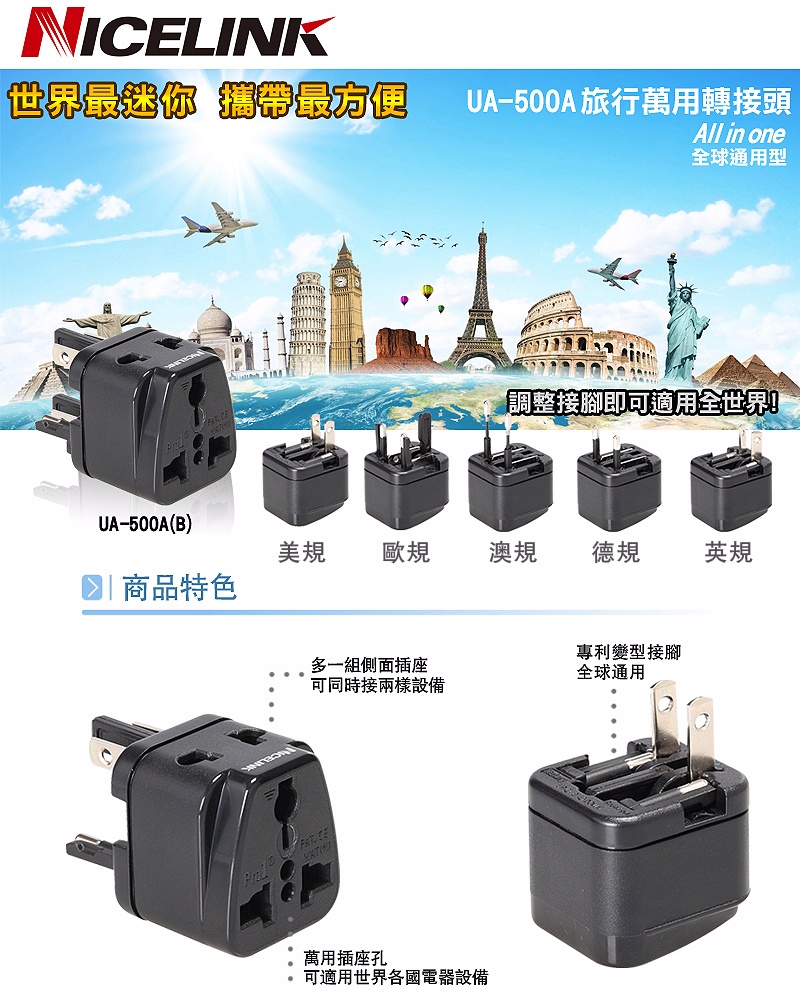 NICELINK
世界最迷你 攜帶最方便
UA-500A旅行萬用轉接頭
All in one
全球通用型
調整接腳即可適用全世界!
NICELINK
UA-500A(B)
美規
歐規
澳規
德規
英規
商品特色
多一組側面插座
可同時接兩樣設備
專利變型接腳
全球通用
NICELINK
萬用插座孔
可適用世界各國電器設備